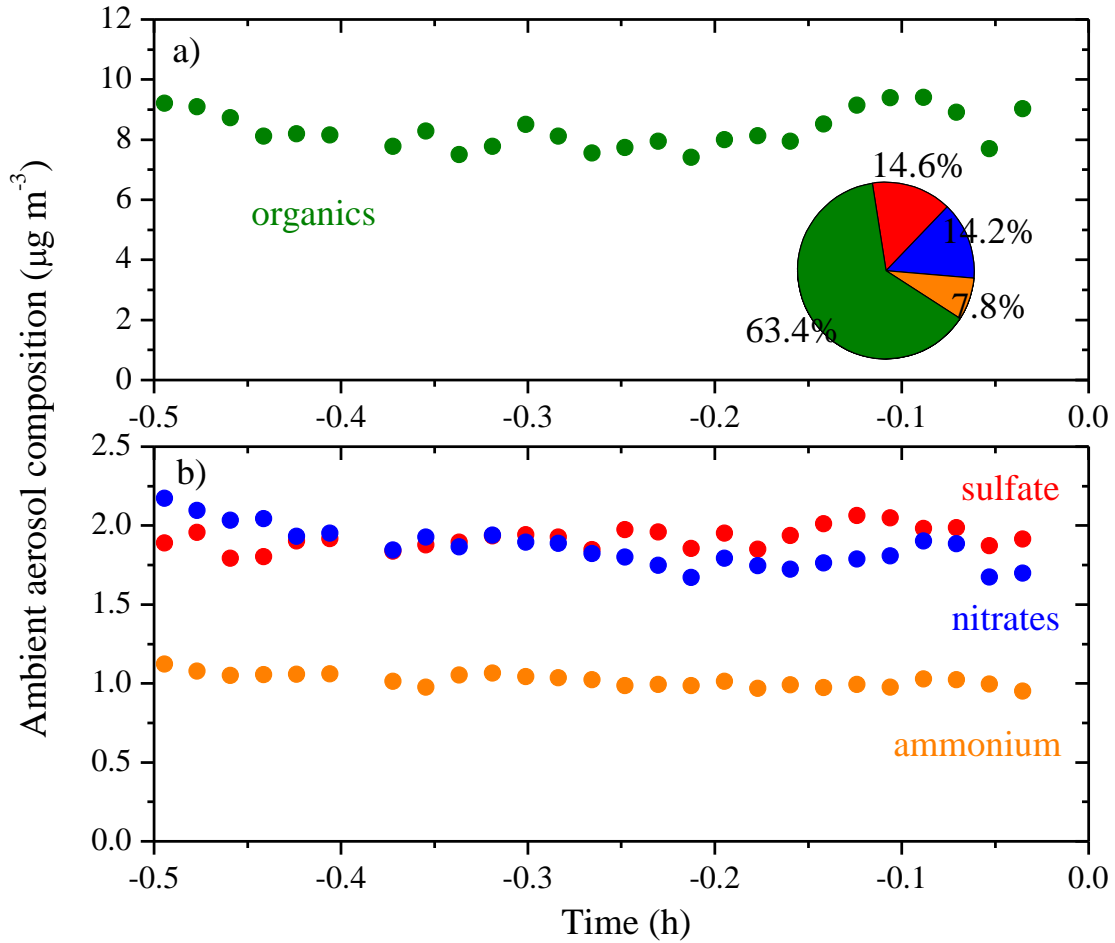 Ambient aerosol composition (µg m⁻³)
a)
12
10
8
6
4
2
0
organics
14.6%
14.2%
7.8%
63.4%
-0.5 -0.4 -0.3 -0.2 -0.1 0.0
b)
2.5
2.0
1.5
1.0
0.5
0.0
sulfate
nitrates
ammonium
-0.5 -0.4 -0.3 -0.2 -0.1 0.0
Time (h)